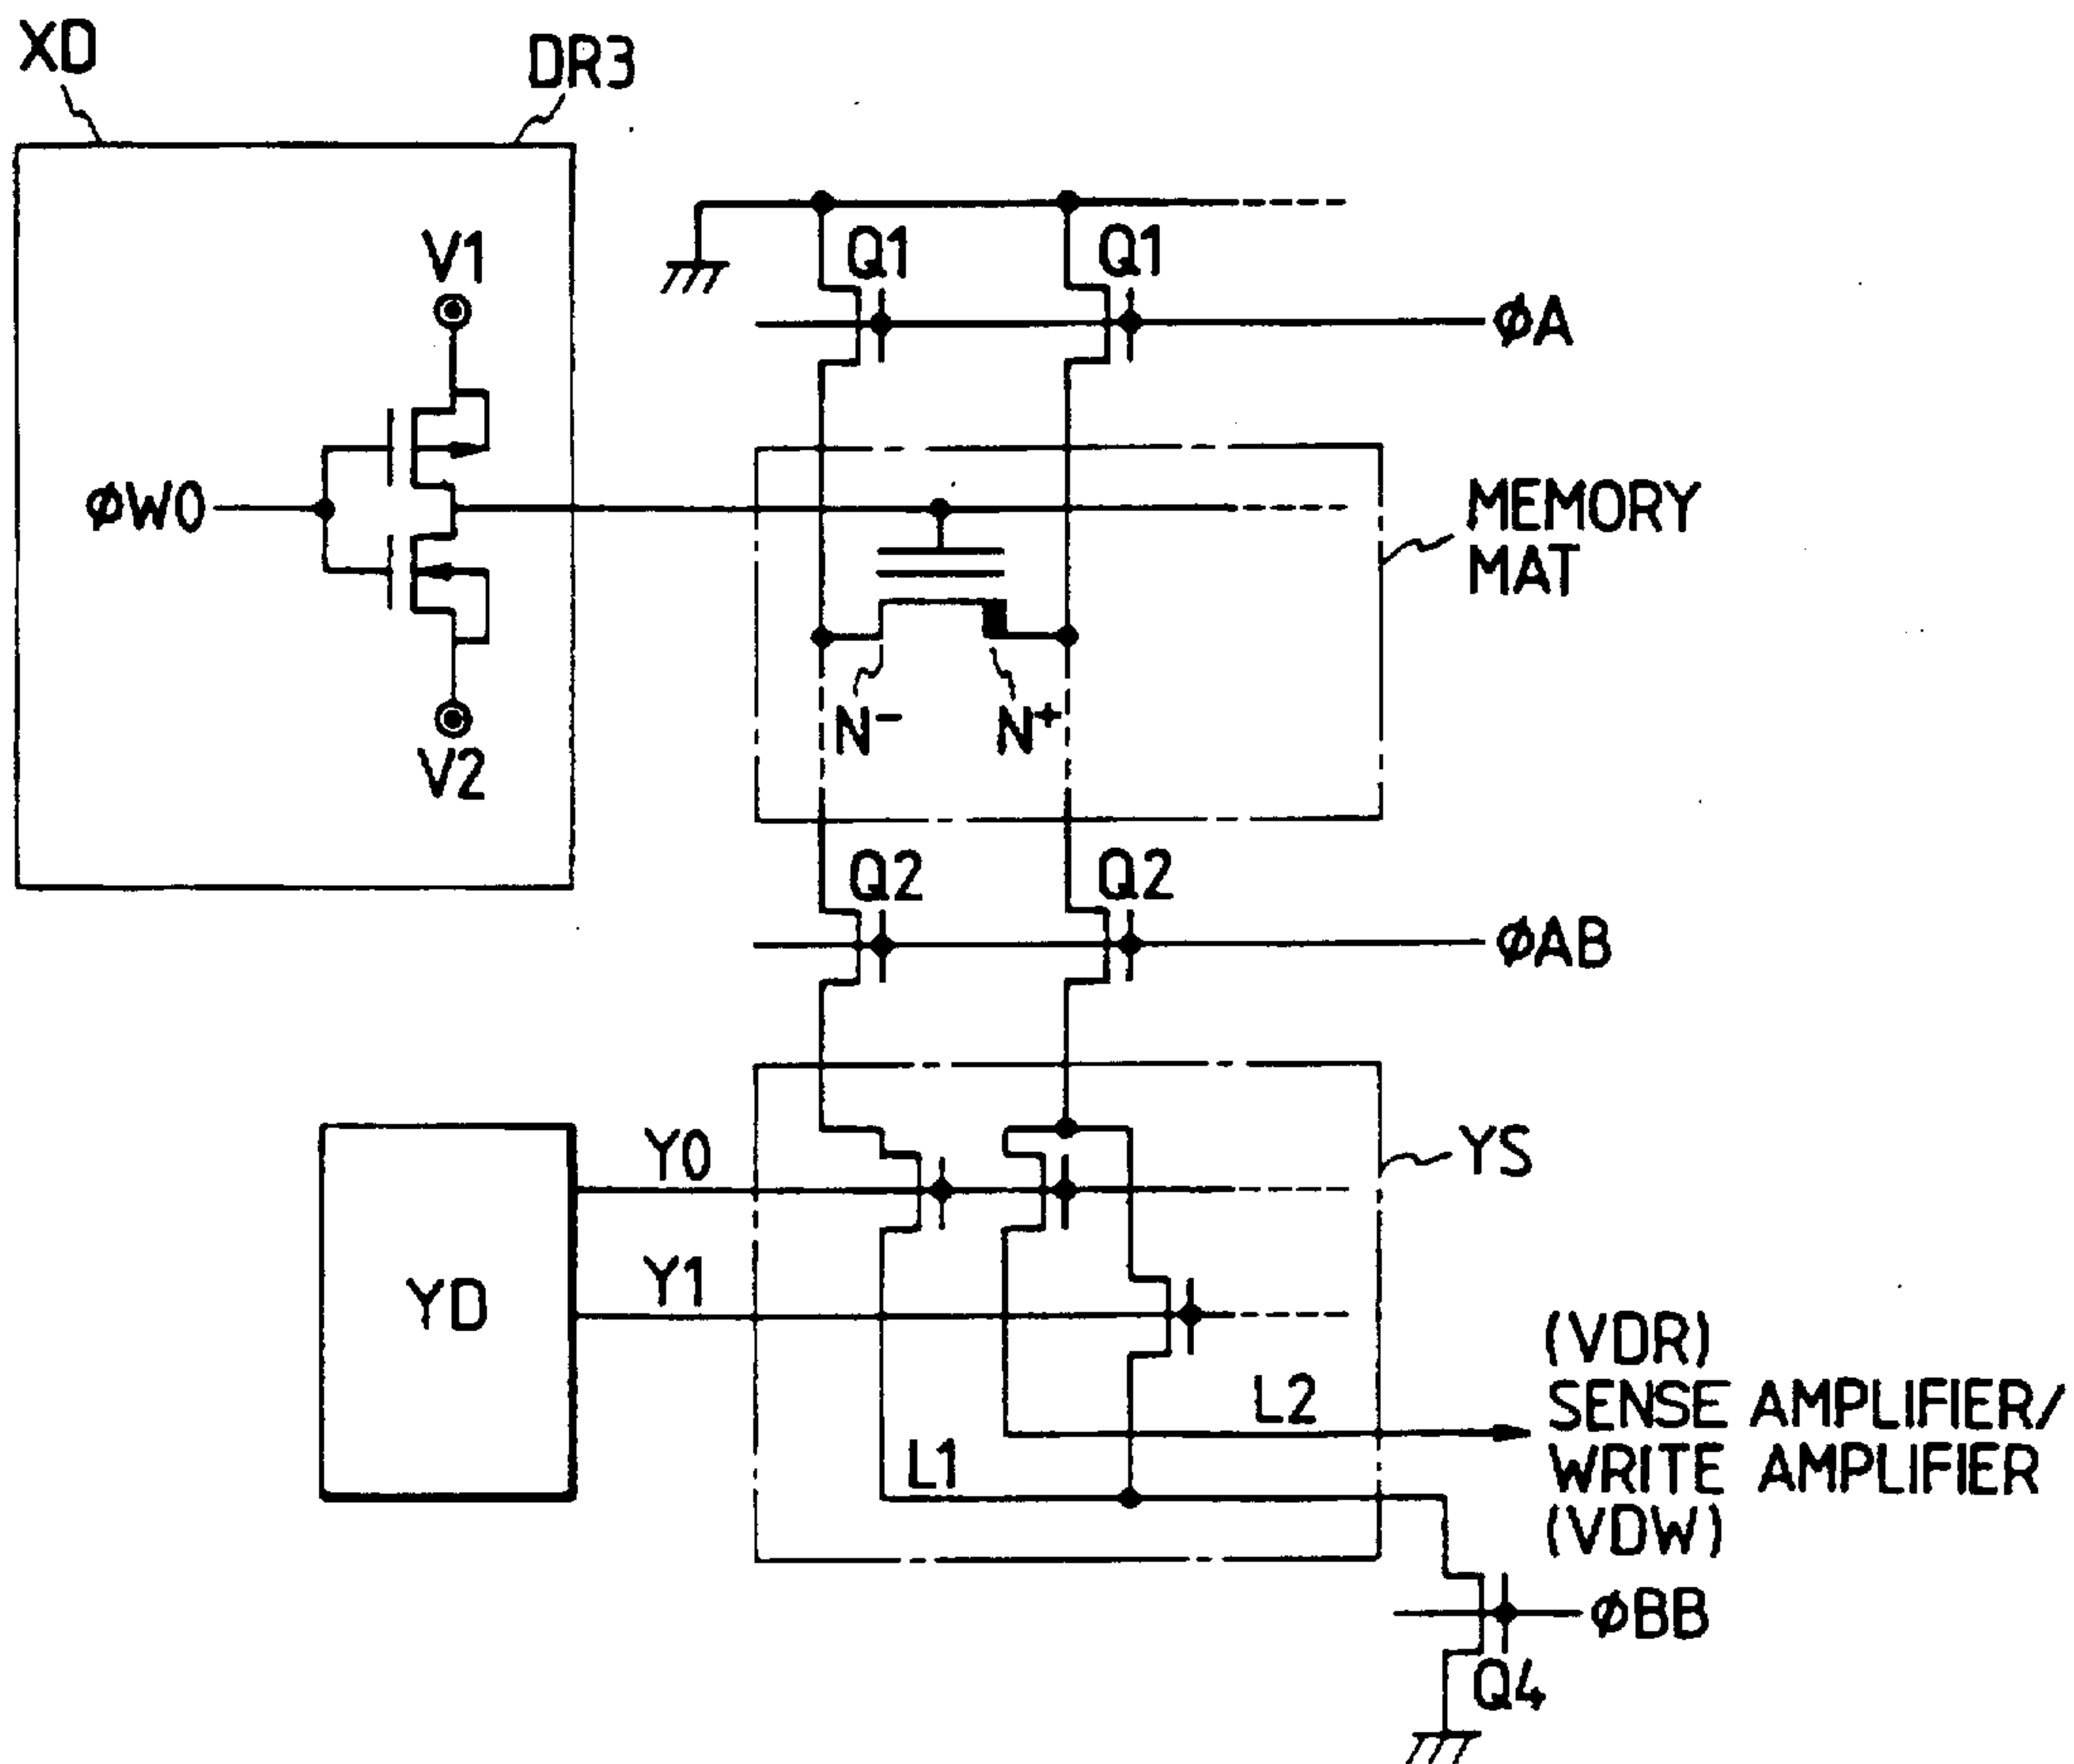 XD
DR3
V1
Q1
Q1
φA
φW0
MEMORY
MAT
N⁻
N⁺
V2
Q2
Q2
φAB
Y0
YS
YD
Y1
(VDR)
L2
SENSE AMPLIFIER/
L1
WRITE AMPLIFIER
(VDW)
φBB
Q4